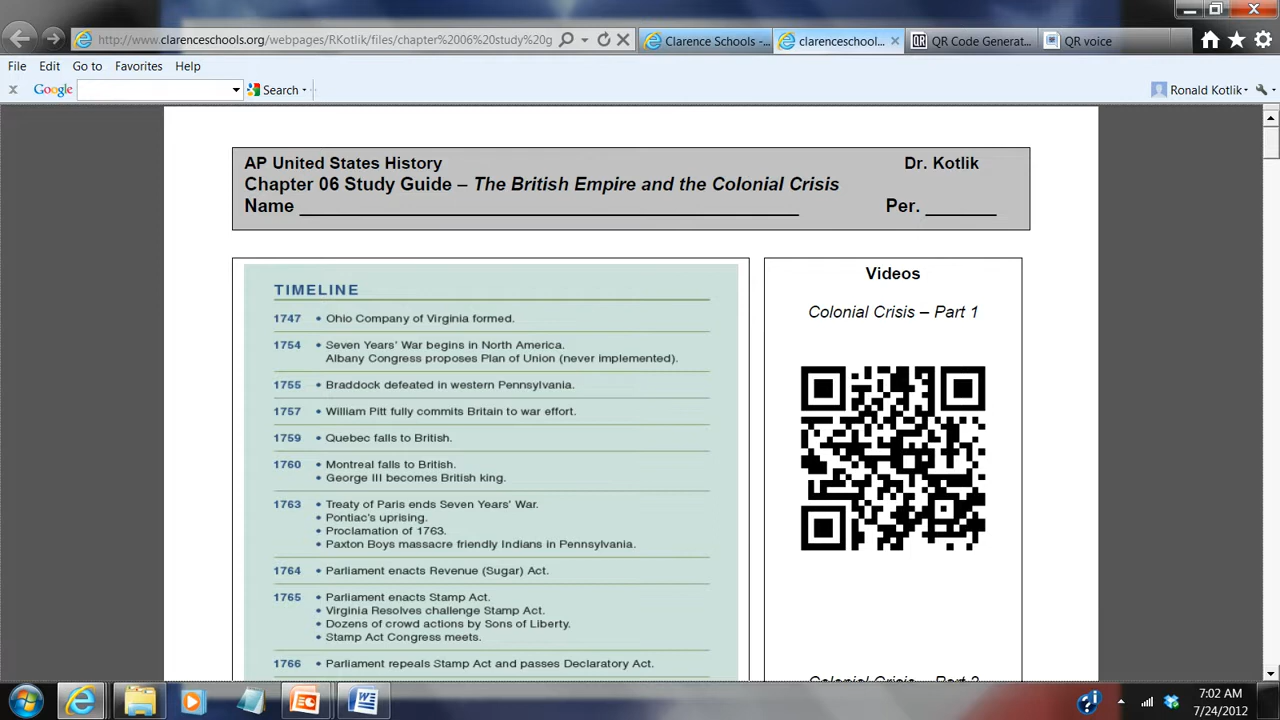 http://www.clarenceschools.org/webpages/RKotlik/files/chapter%2006%20study%20g
Clarence Schools -...
clarenceschool...
QR Code Generat...
QR voice
File Edit Go to Favorites Help
x Google Search
Ronald Kotlik
AP United States History Dr. Kotlik
Chapter 06 Study Guide – The British Empire and the Colonial Crisis
Name ________ Per. ________
TIMELINE
1747 • Ohio Company of Virginia formed.
1754 • Seven Years' War begins in North America.
Albany Congress proposes Plan of Union (never implemented).
1755 • Braddock defeated in western Pennsylvania.
1757 • William Pitt fully commits Britain to war effort.
1759 • Quebec falls to British.
1760 • Montreal falls to British.
• George III becomes British king.
1763 • Treaty of Paris ends Seven Years' War.
• Pontiac's uprising.
• Proclamation of 1763.
• Paxton Boys massacre friendly Indians in Pennsylvania.
1764 • Parliament enacts Revenue (Sugar) Act.
1765 • Parliament enacts Stamp Act.
• Virginia Resolves challenge Stamp Act.
• Dozens of crowd actions by Sons of Liberty.
• Stamp Act Congress meets.
1766 • Parliament repeals Stamp Act and passes Declaratory Act.
Videos
Colonial Crisis – Part 1
Colonial Crisis – Part 2
7:02 AM
7/24/2012